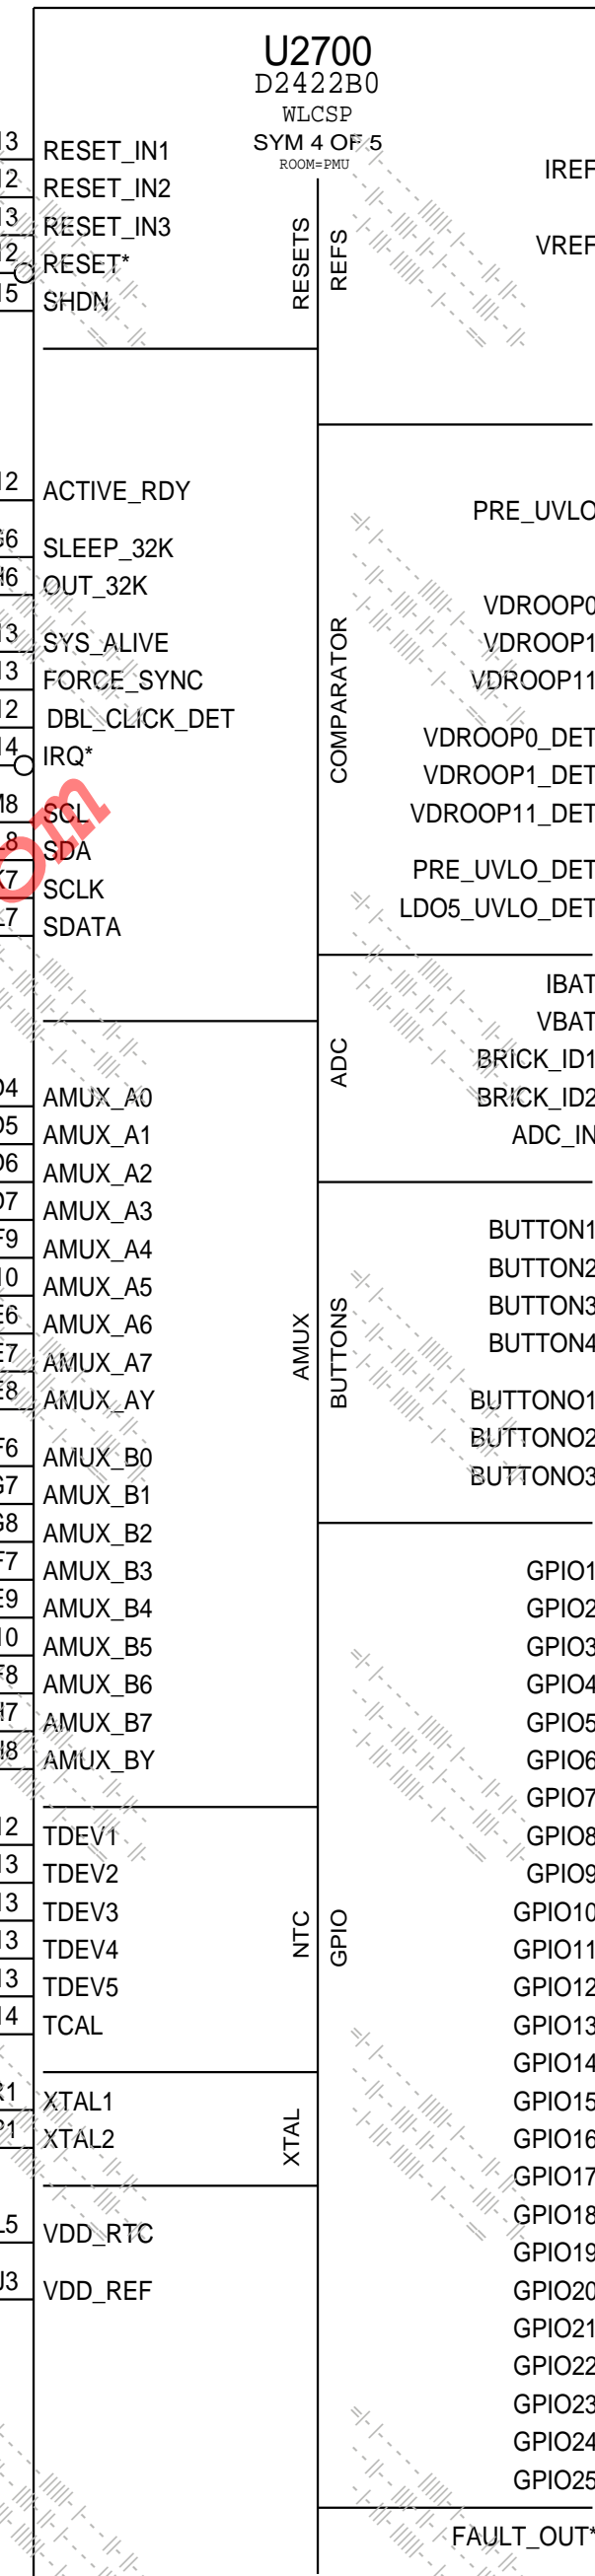 U2700
D2422B0
WLCSP
SYM 4 OF 5
ROOM=PMU
RESET_IN1
RESET_IN2
RESET_IN3
RESET*
SHDN
RESETS
REFS
IREF
VREF
ACTIVE_RDY
SLEEP_32K
OUT_32K
SYS_ALIVE
FORCE_SYNC
DBL_CLICK_DET
IRQ*
SCL
SDA
SCLK
SDATA
COMPARATOR
PRE_UVLO
VDROOP0
VDROOP1
VDROOP11
VDROOP0_DET
VDROOP1_DET
VDROOP11_DET
PRE_UVLO_DET
LDO5_UVLO_DET
ADC
IBAT
VBAT
BRICK_ID1
BRICK_ID2
ADC_IN
AMUX_A0
AMUX_A1
AMUX_A2
AMUX_A3
AMUX_A4
AMUX_A5
AMUX_A6
AMUX_A7
AMUX_AY
AMUX_B0
AMUX_B1
AMUX_B2
AMUX_B3
AMUX_B4
AMUX_B5
AMUX_B6
AMUX_B7
AMUX_BY
AMUX
BUTTONS
BUTTON1
BUTTON2
BUTTON3
BUTTON4
BUTTONO1
BUTTONO2
BUTTONO3
TDEV1
TDEV2
TDEV3
TDEV4
TDEV5
TCAL
NTC
GPIO
XTAL1
XTAL2
XTAL
VDD_RTC
VDD_REF
GPIO1
GPIO2
GPIO3
GPIO4
GPIO5
GPIO6
GPIO7
GPIO8
GPIO9
GPIO10
GPIO11
GPIO12
GPIO13
GPIO14
GPIO15
GPIO16
GPIO17
GPIO18
GPIO19
GPIO20
GPIO21
GPIO22
GPIO23
GPIO24
GPIO25
FAULT_OUT*